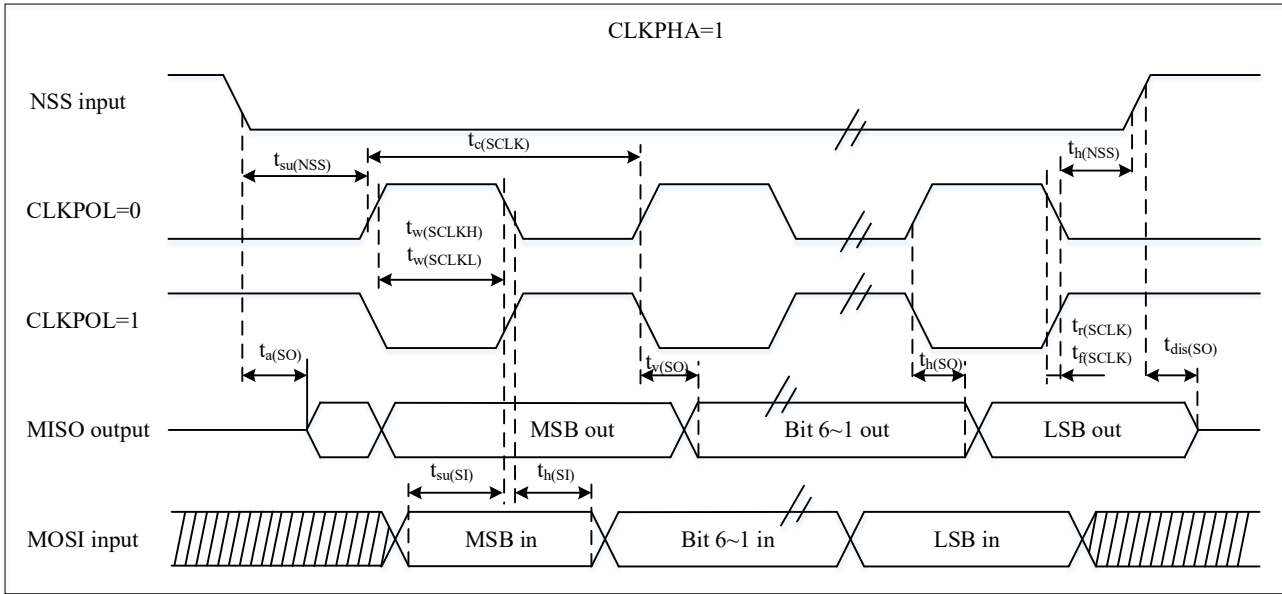 CLKPHA=1
NSS input
tc(SCLK)
tsu(NSS)
th(NSS)
CLKPOL=0
tw(SCLKH)
tw(SCLKL)
CLKPOL=1
tr(SCLK)
tf(SCLK)
ta(SO)
tv(SO)
th(SO)
tdis(SO)
MISO output
MSB out
Bit 6~1 out
LSB out
tsu(SI)
th(SI)
MOSI input
MSB in
Bit 6~1 in
LSB in